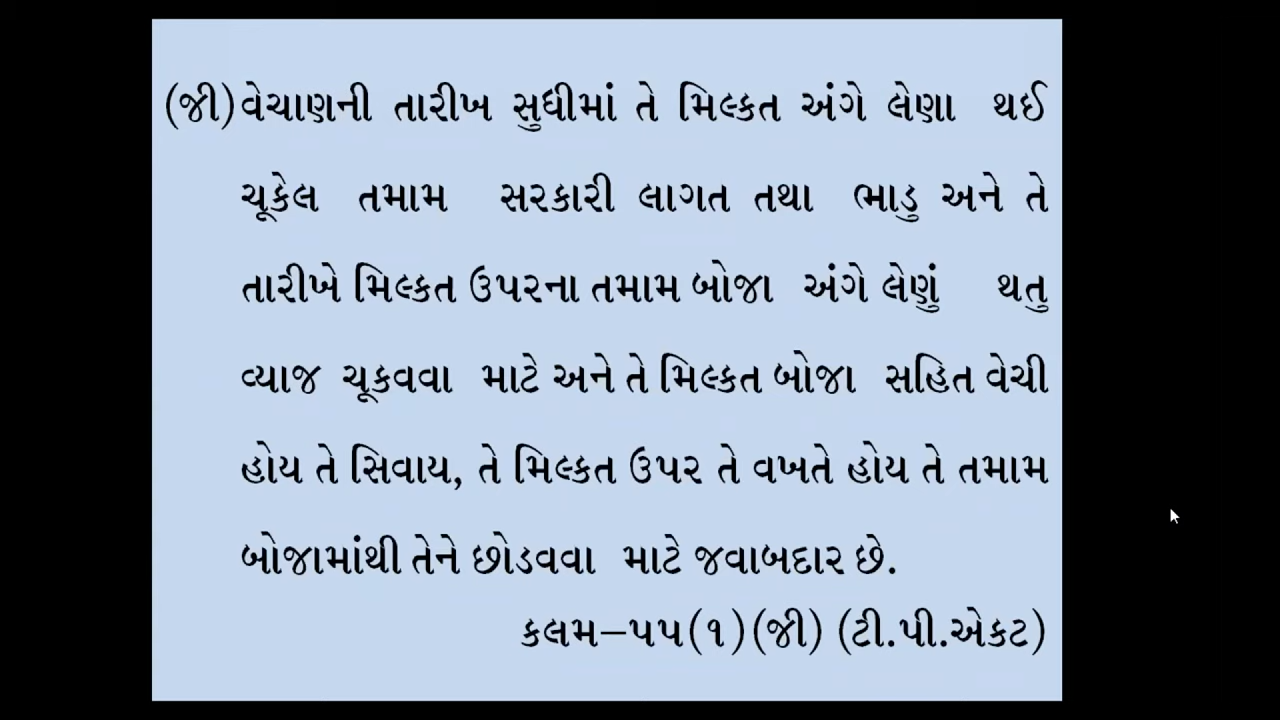 (જી) વેચાણની તારીખ સુધીમાં તે મિલ્કત અંગે લેણા થઈ
ચૂકેલ તમામ સરકારી લાગત તથા ભાડુ અને તે
તારીખે મિલ્કત ઉપરના તમામ બોજા અંગે લેણું થતુ
વ્યાજ ચૂકવવા માટે અને તે મિલ્કત બોજા સહિત વેચી
હોય તે સિવાય, તે મિલ્કત ઉપર તે વખતે હોય તે તમામ
બોજામાંથી તેને છોડવવા માટે જવાબદાર છે.
કલમ–૫૫(૧)(જી) (ટી.પી.એકટ)